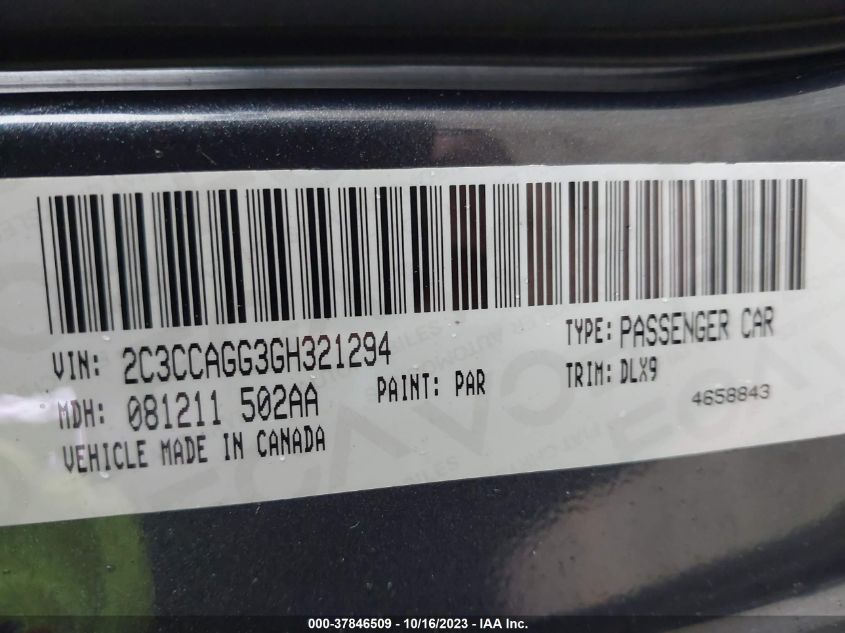 VIN: 2C3CCAGG3GH321294
TYPE: PASSENGER CAR
MDH: 081211 502AA
PAINT: PAR
TRIM: DLX9
4658843
VEHICLE MADE IN CANADA
000-37846509 - 10/16/2023 - IAA Inc.